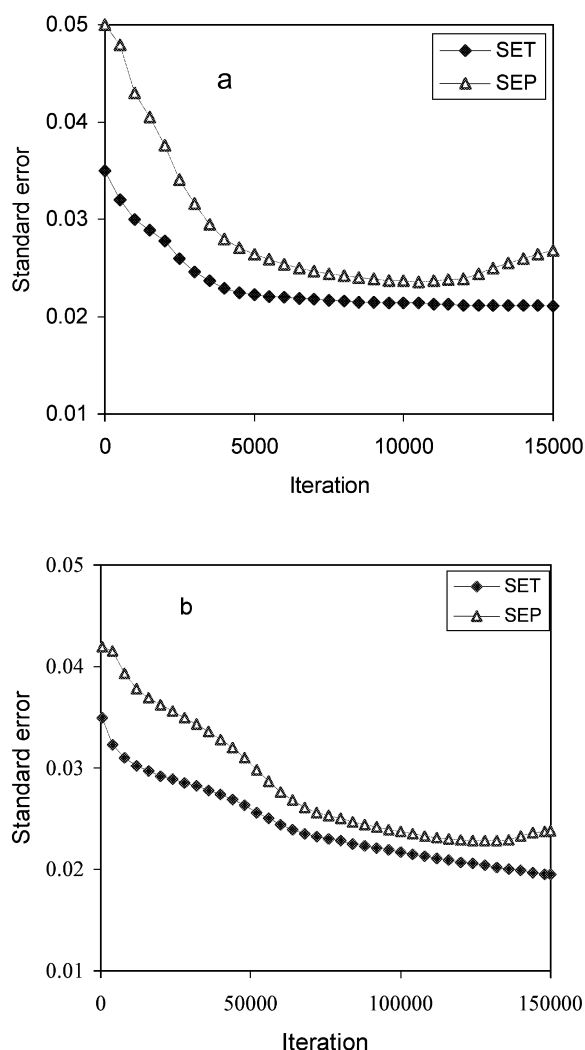 0.05
SET
SEP
a
0.04
Standard error
0.03
0.02
0.01
0 5000 10000 15000
Iteration
0.05
SET
SEP
b
0.04
Standard error
0.03
0.02
0.01
0 50000 100000 150000
Iteration